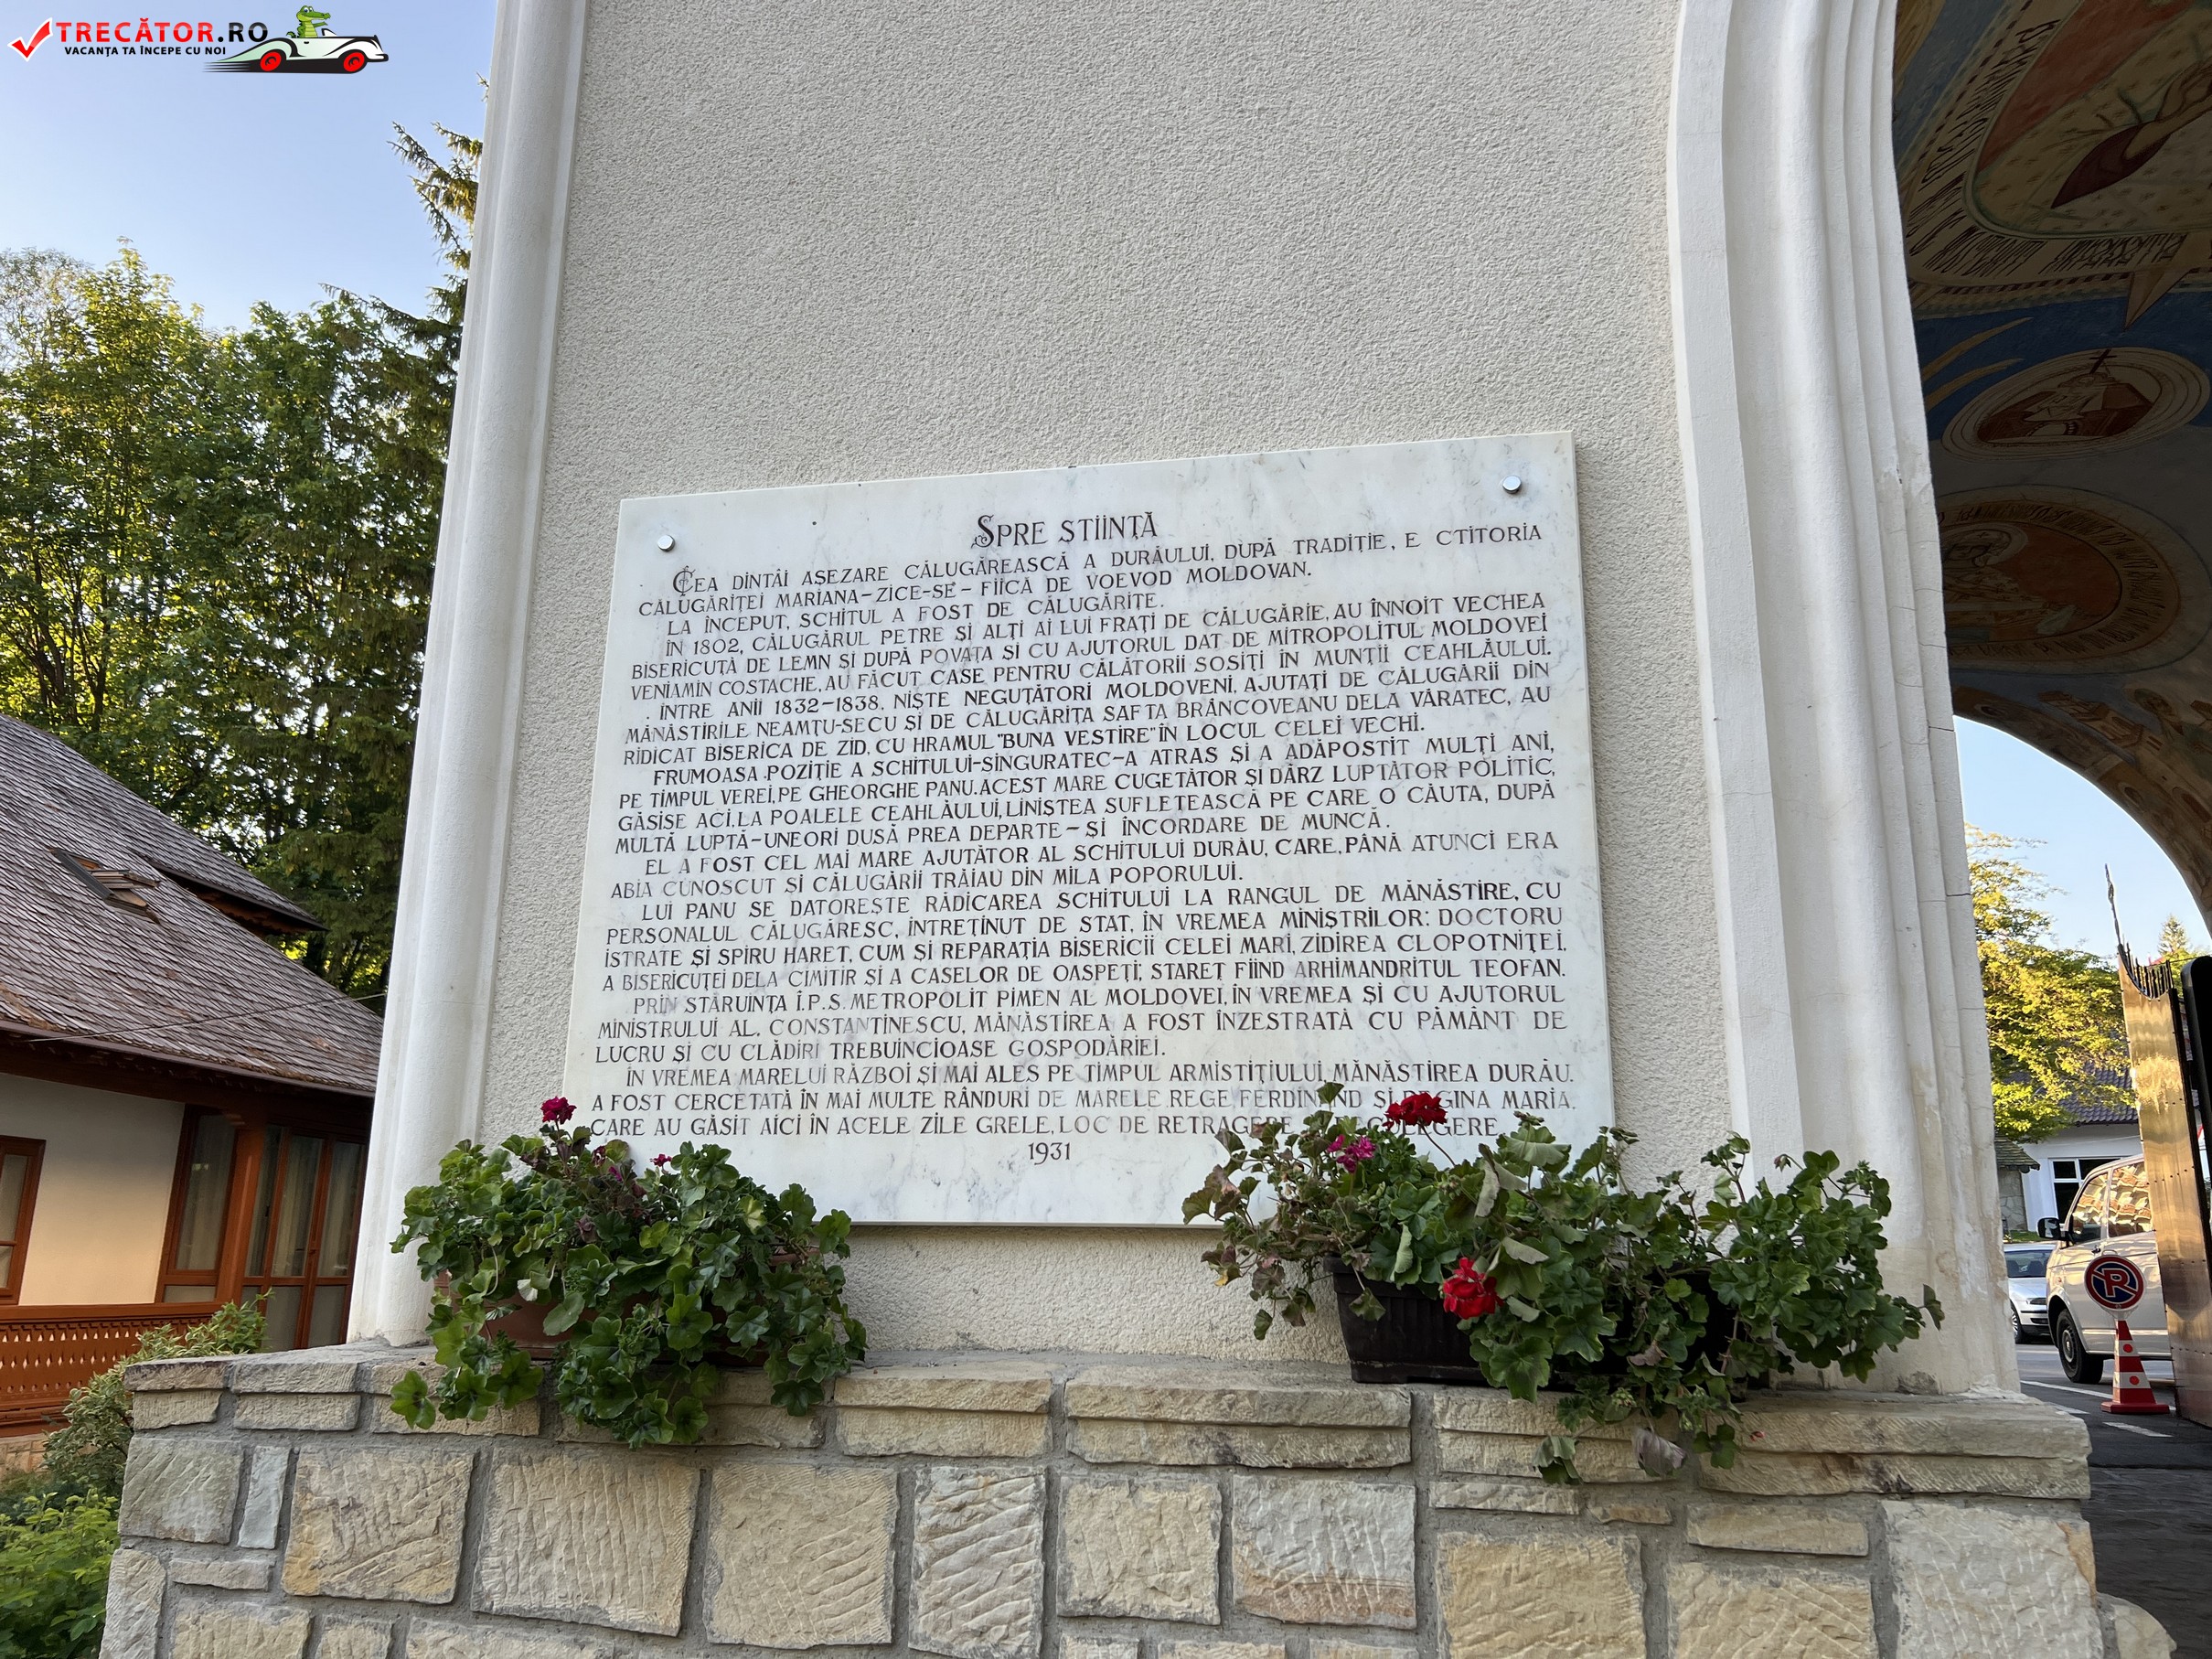 TRECĂTOR.RO
VACANȚA TA ÎNCEPE CU NOI
SPRE STIINȚĂ
CEA DINTÂI AȘEZARE CĂLUGĂREASCĂ A DURĂULUI, DUPĂ TRADIȚIE, E CTITORIA
CĂLUGĂRIȚEI MARIANA-ZICE-SE-FIICĂ DE VOEVOD MOLDOVAN.
LA ÎNCEPUT, SCHITUL A FOST DE CĂLUGĂRIȚE.
ÎN 1802, CĂLUGĂRUL PETRE ȘI ALȚI AI LUI FRAȚI DE CĂLUGĂRIE, AU ÎNNOIT VECHEA
BISERICUȚĂ DE LEMN ȘI DUPĂ POVAȚA ȘI CU AJUTORUL DAT DE MITROPOLITUL MOLDOVEI
VENIAMIN COSTACHE, AU FĂCUT CASE PENTRU CĂLĂTORII SOSIȚI ÎN MUNȚII CEAHLĂULUI.
ÎNTRE ANII 1832-1838, NIȘTE NEGUȚĂTORI MOLDOVENI, AJUTAȚI DE CĂLUGĂRII DIN
MĂNĂSTIRILE NEAMȚU-SECU ȘI DE CĂLUGĂRIȚA SAFTA BRÂNCOVEANU DELA VĂRATEC, AU
RIDICAT BISERICA DE ZID, CU HRAMUL "BUNA VESTIRE" ÎN LOCUL CELEI VECHI.
FRUMOASA POZIȚIE A SCHITULUI-SINGURATEC-A ATRAS ȘI A ADĂPOSTIT MULȚI ANI,
PE TIMPUL VEREI, PE GHEORGHE PANU. ACEST MARE CUGETĂTOR ȘI DÂRZ LUPTĂTOR POLITIC,
GĂSISE ACI, LA POALELE CEAHLĂULUI, LINIȘTEA SUFLETEASCĂ PE CARE O CĂUTA, DUPĂ
MULTĂ LUPTĂ-UNEORI DUSĂ PREA DEPARTE-ȘI ÎNCORDARE DE MUNCĂ.
EL A FOST CEL MAI MARE AJUTĂTOR AL SCHITULUI DURĂU, CARE, PÂNĂ ATUNCI ERA
ABIA CUNOSCUT ȘI CĂLUGĂRII TRĂIAU DIN MILA POPORULUI.
LUI PANU SE DATOREȘTE RĂDICAREA SCHITULUI LA RANGUL DE MĂNĂSTIRE, CU
PERSONALUL CĂLUGĂRESC, ÎNTREȚINUT DE STAT, ÎN VREMEA MINIȘTRILOR: DOCTORU
ISTRATE ȘI SPIRU HARET, CUM ȘI REPARAȚIA BISERICII CELEI MARI, ZIDIREA CLOPOTNIȚEI,
A BISERICUȚEI DELA CIMITIR ȘI A CASELOR DE OASPEȚI; STAREȚ FIIND ARHIMANDRITUL TEOFAN.
PRIN STĂRUINȚA Î.P.S. METROPOLIT PIMEN AL MOLDOVEI, ÎN VREMEA ȘI CU AJUTORUL
MINISTRULUI AL. CONSTANTINESCU, MĂNĂSTIREA A FOST ÎNZESTRATĂ CU PĂMÂNT DE
LUCRU ȘI CU CLĂDIRI TREBUINCIOASE GOSPODĂRIEI.
ÎN VREMEA MARELUI RĂZBOI ȘI MAI ALES PE TIMPUL ARMISTIȚIULUI, MĂNĂSTIREA DURĂU.
A FOST CERCETATĂ ÎN MAI MULTE RÂNDURI DE MARELE REGE FERDINAND ȘI REGINA MARIA,
CARE AU GĂSIT AICI ÎN ACELE ZILE GRELE, LOC DE RETRAGERE
1931